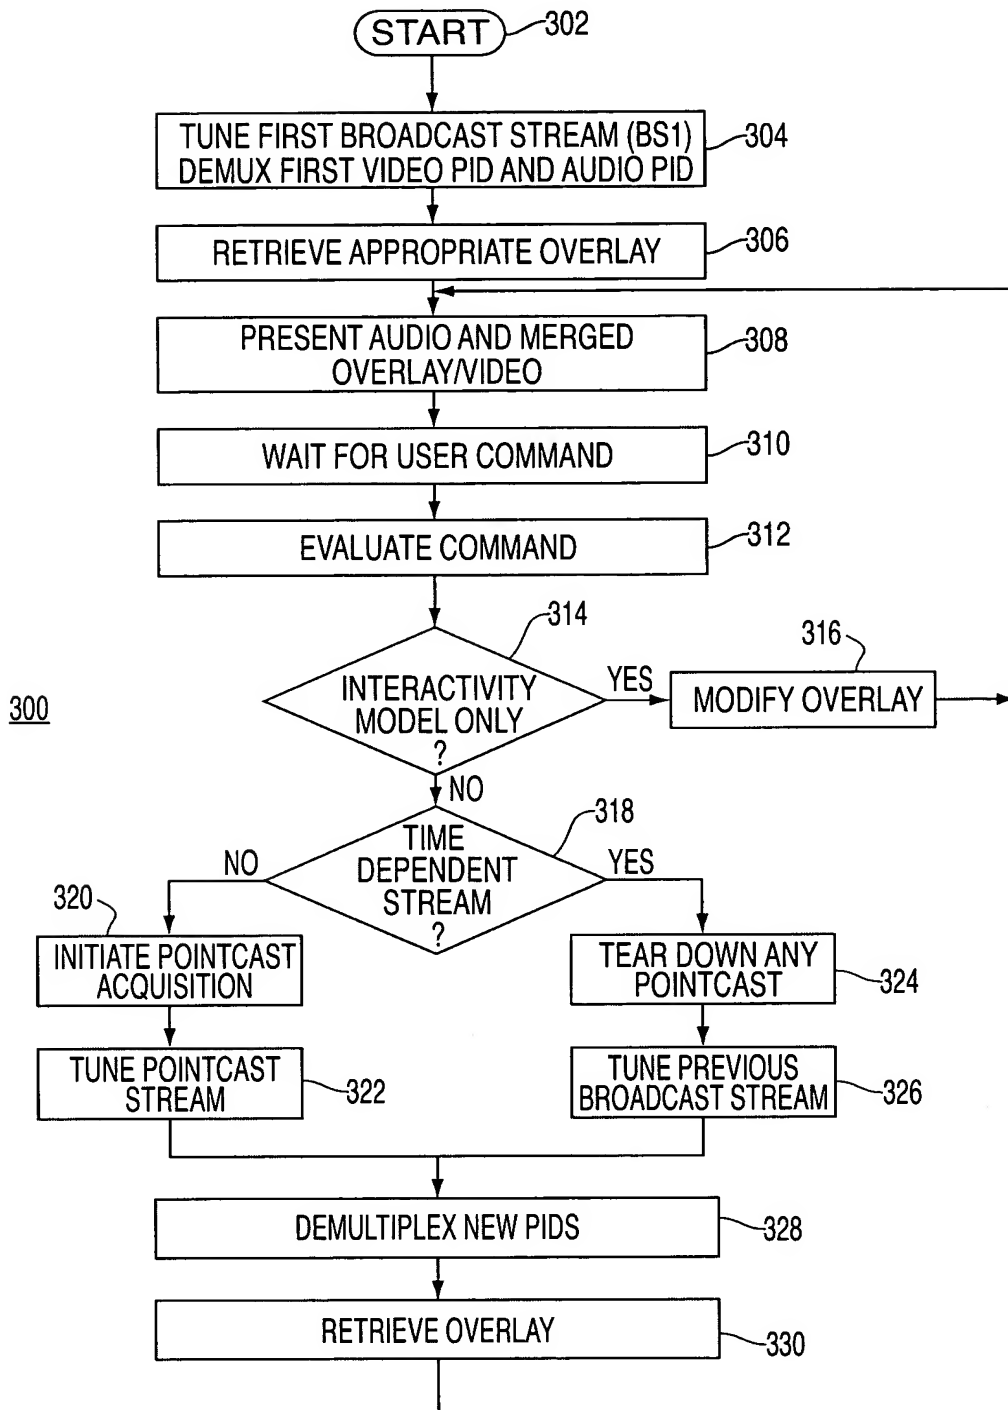 START
302
TUNE FIRST BROADCAST STREAM (BS1)
DEMUX FIRST VIDEO PID AND AUDIO PID
304
RETRIEVE APPROPRIATE OVERLAY
306
PRESENT AUDIO AND MERGED
OVERLAY/VIDEO
308
WAIT FOR USER COMMAND
310
EVALUATE COMMAND
312
314
INTERACTIVITY
MODEL ONLY
?
YES
316
MODIFY OVERLAY
300
NO
318
TIME
DEPENDENT
STREAM
?
NO
YES
320
INITIATE POINTCAST
ACQUISITION
TEAR DOWN ANY
POINTCAST
324
TUNE POINTCAST
STREAM
322
TUNE PREVIOUS
BROADCAST STREAM
326
DEMULTIPLEX NEW PIDS
328
RETRIEVE OVERLAY
330